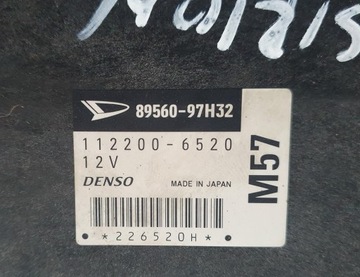 89560-97H32
112200-6520
12V
DENSO MADE IN JAPAN
*226520H*
M57